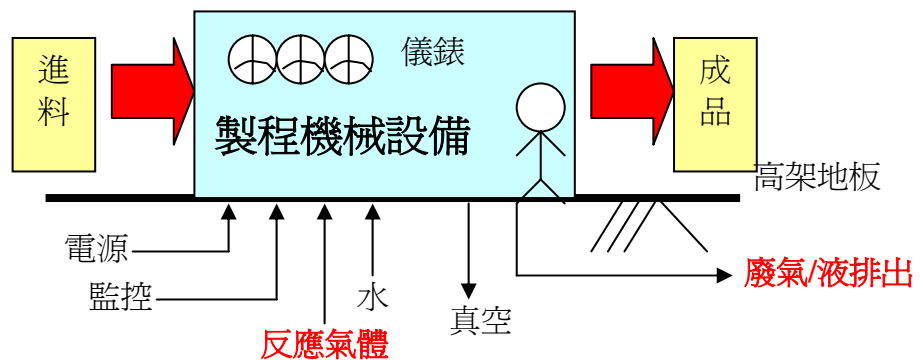 進
料
儀錶
製程機械設備
成
品
高架地板
電源
監控
反應氣體
水
真空
廢氣/液排出